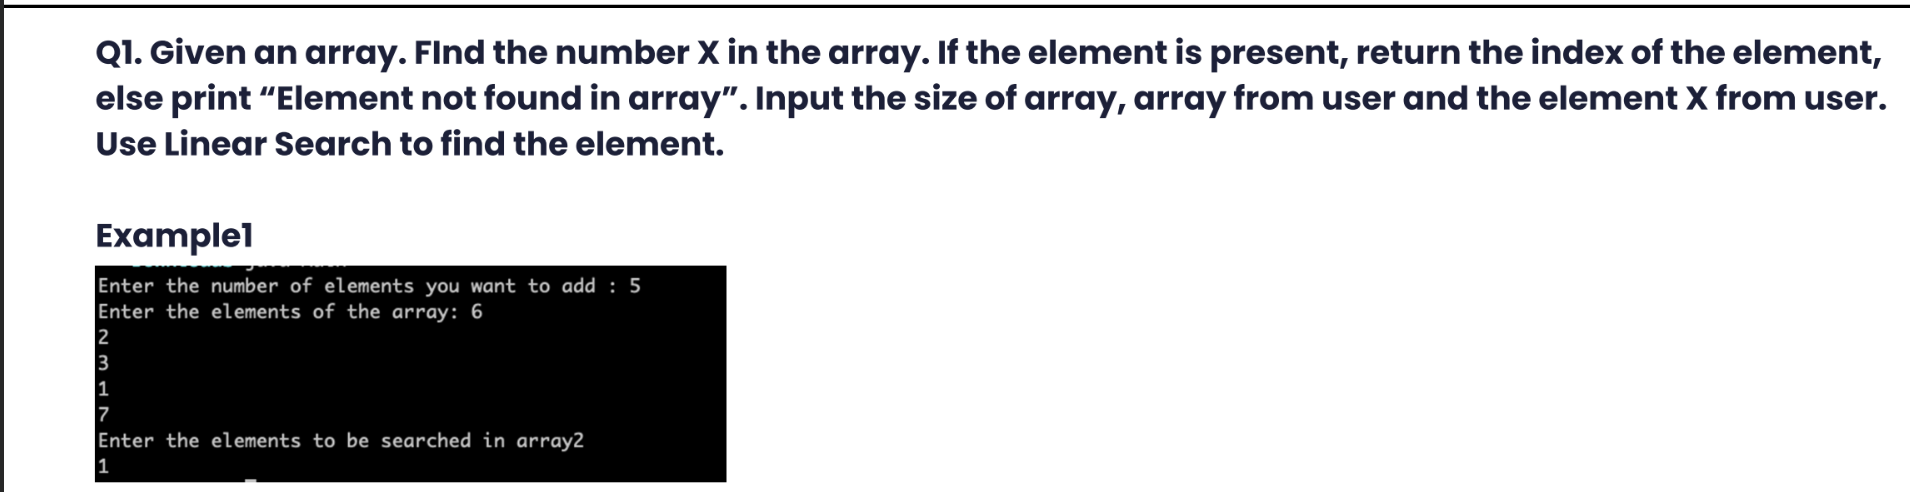 Q1. Given an array. FInd the number X in the array. If the element is present, return the index of the element,
else print “Element not found in array”. Input the size of array, array from user and the element X from user.
Use Linear Search to find the element.
Example1
Enter the number of elements you want to add : 5
Enter the elements of the array: 6
2
3
1
7
Enter the elements to be searched in array2
1